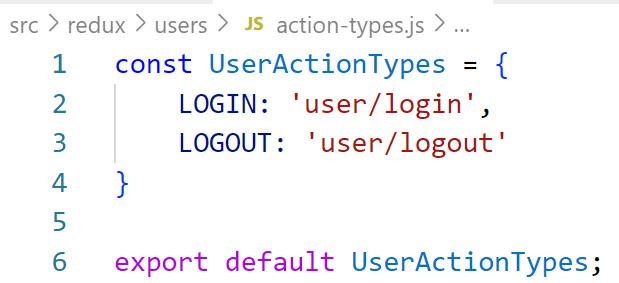 src > redux > users > JS action-types.js > ...
1 const UserActionTypes = {
2     LOGIN: 'user/login',
3     LOGOUT: 'user/logout'
4 }
5
6 export default UserActionTypes;